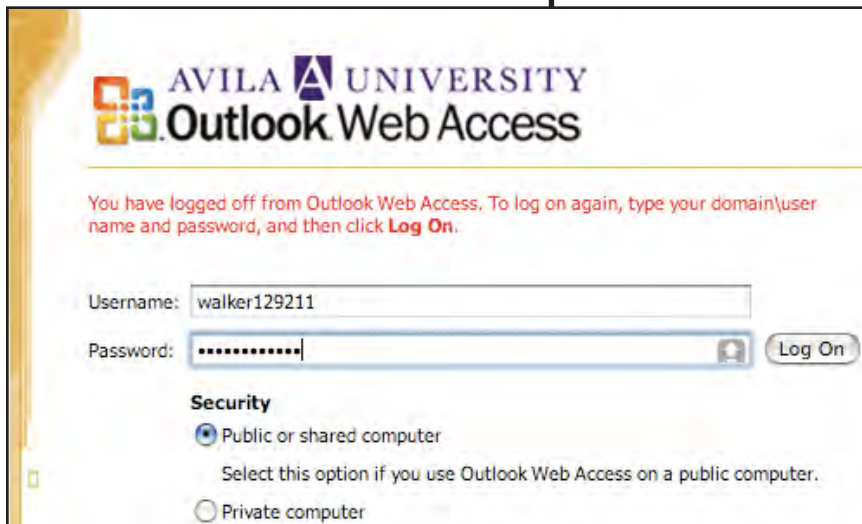 AVILA A UNIVERSITY
Outlook Web Access
You have logged off from Outlook Web Access. To log on again, type your domain\user
name and password, and then click Log On.
Username: walker129211
Password: •••••••••••• Log On
Security
Public or shared computer
Select this option if you use Outlook Web Access on a public computer.
Private computer